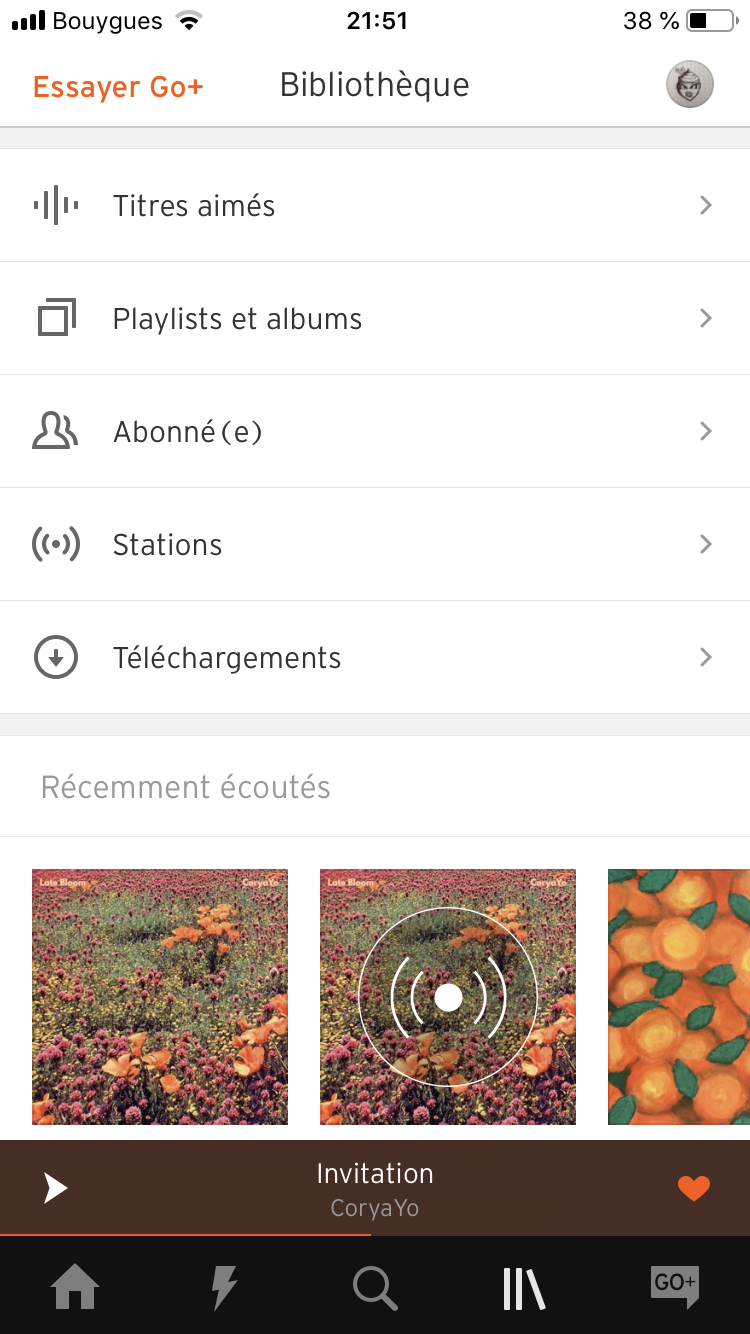 Bouygues 21:51 38 %
Essayer Go+ Bibliothèque
Titres aimés
Playlists et albums
Abonné(e)
Stations
Téléchargements
Récemment écoutés
Late Bloom CoryaYo Late Bloom CoryaYo
Invitation
CoryaYo
GO+